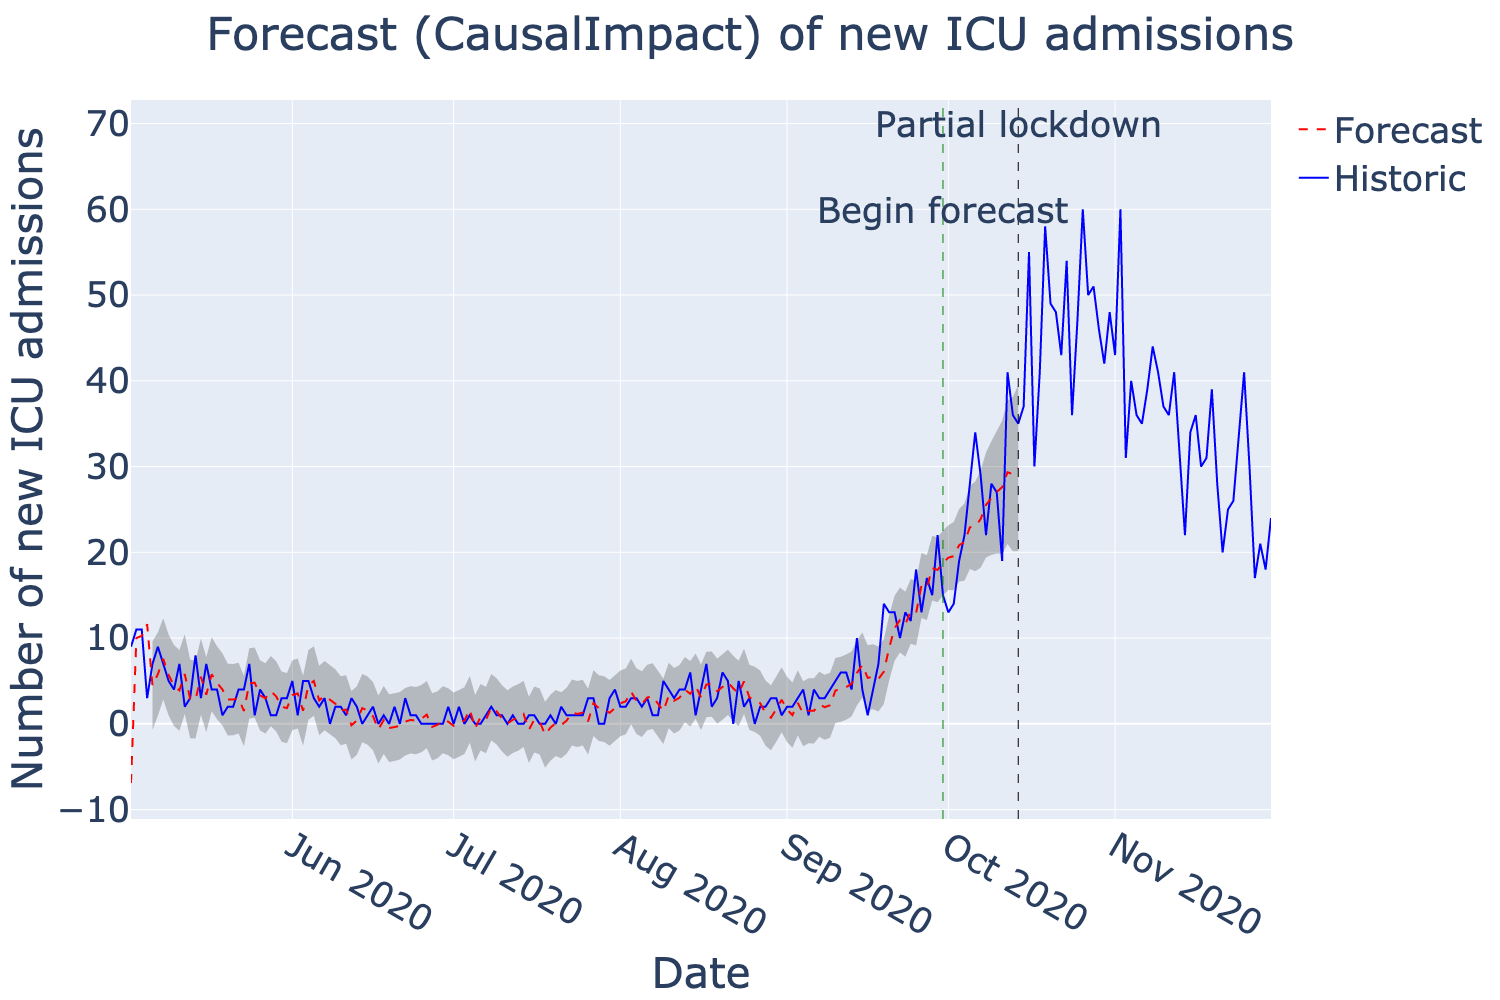 Forecast (CausalImpact) of new ICU admissions
Number of new ICU admissions
70
60
50
40
30
20
10
0
−10
Partial lockdown
Begin forecast
Forecast
Historic
Jun 2020
Jul 2020
Aug 2020
Sep 2020
Oct 2020
Nov 2020
Date